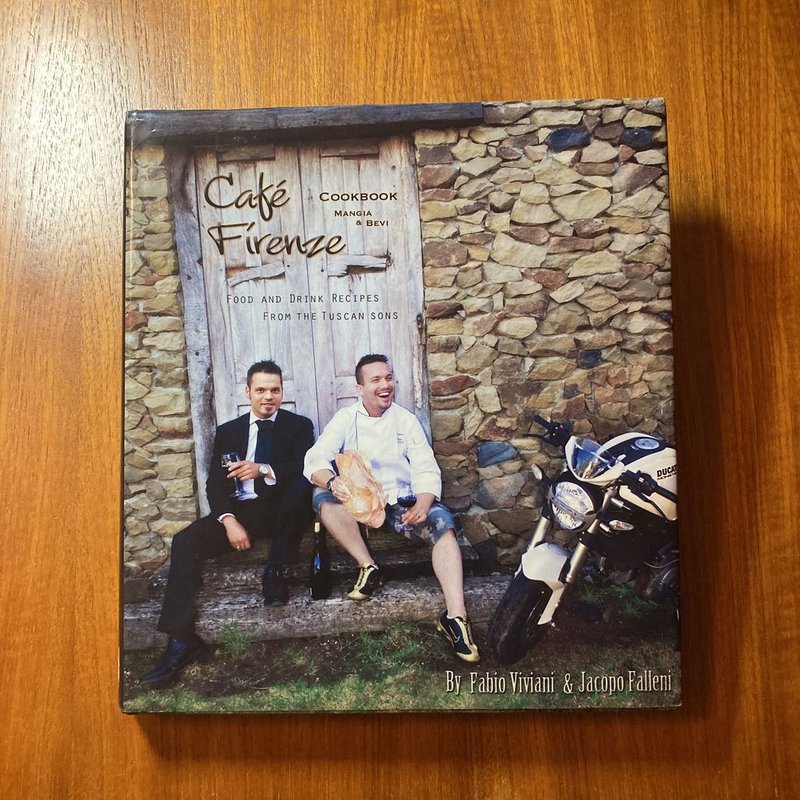 Café
Firenze
COOKBOOK
MANGIA
& BEVI
FOOD AND DRINK RECIPES
FROM THE TUSCAN SONS
DUCATI
By Fabio Viviani & Jacopo Falleni